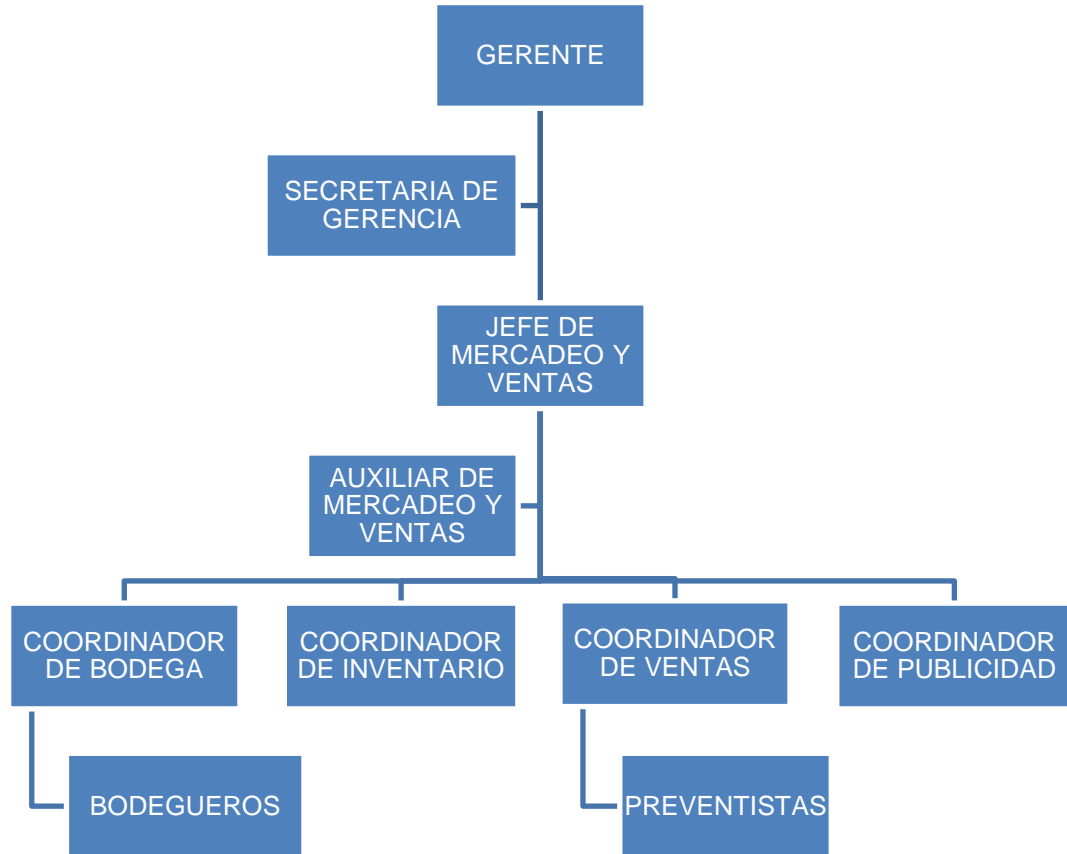 GERENTE
SECRETARIA DE
GERENCIA
JEFE DE
MERCADEO Y
VENTAS
AUXILIAR DE
MERCADEO Y
VENTAS
COORDINADOR
DE BODEGA
COORDINADOR
DE INVENTARIO
COORDINADOR
DE VENTAS
COORDINADOR
DE PUBLICIDAD
BODEGUEROS
PREVENTISTAS